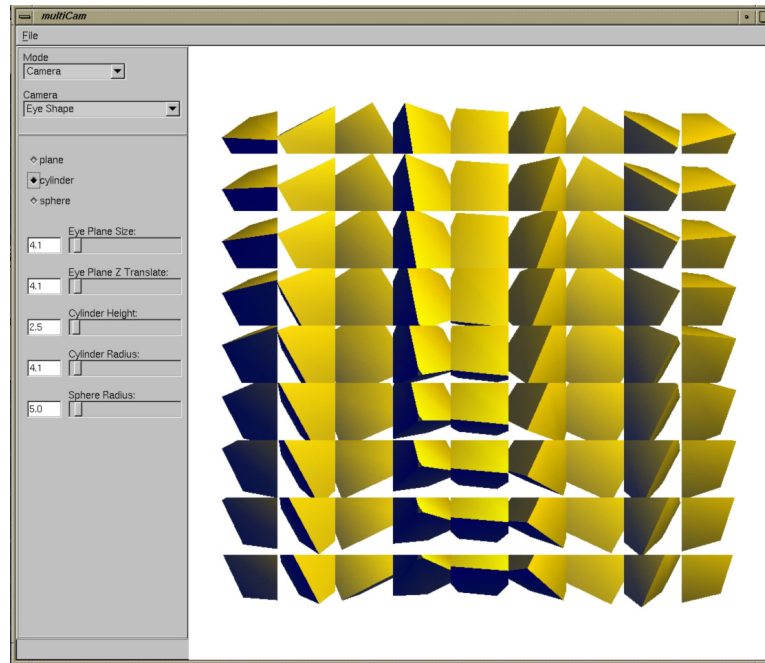 multiCam
File
Mode
Camera
Camera
Eye Shape
plane
cylinder
sphere
Eye Plane Size:
4.1
Eye Plane Z Translate:
4.1
Cylinder Height:
2.5
Cylinder Radius:
4.1
Sphere Radius:
5.0